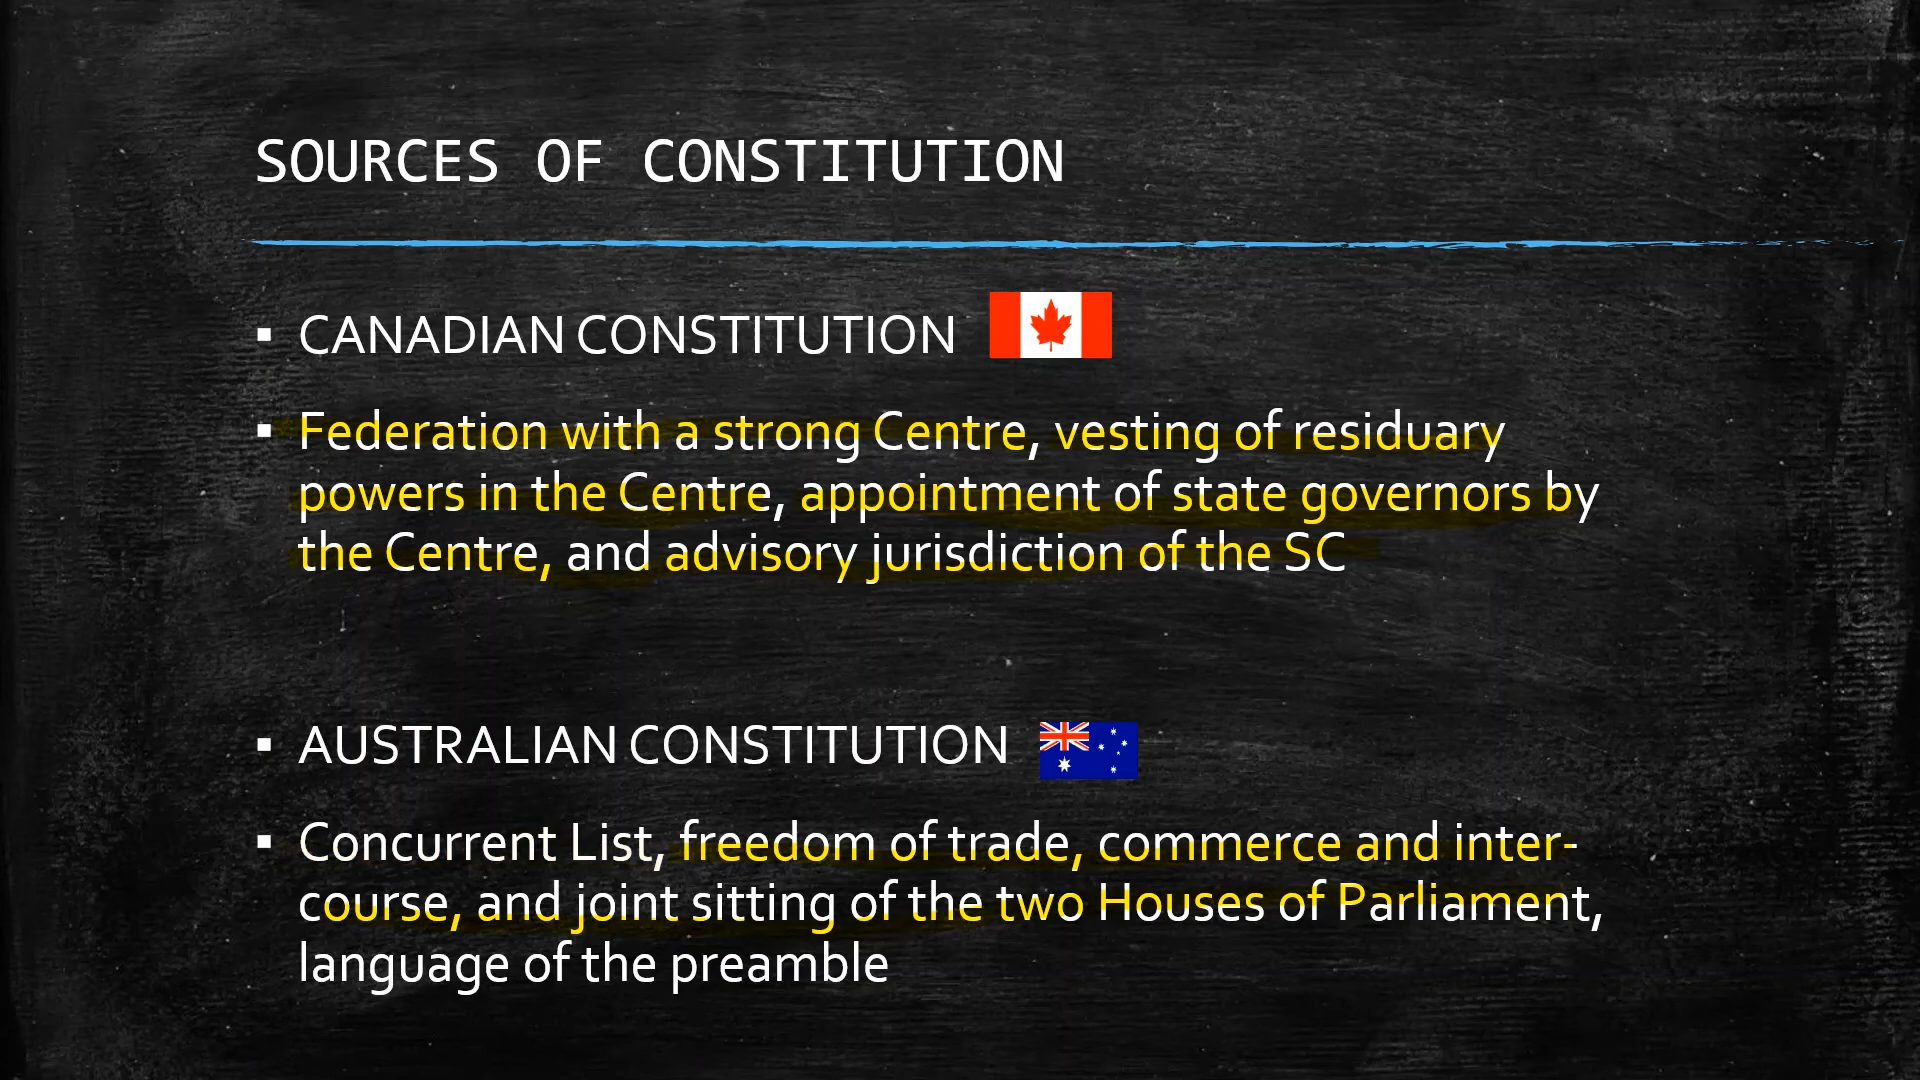 SOURCES OF CONSTITUTION
▪ CANADIAN CONSTITUTION
▪ Federation with a strong Centre, vesting of residuary
powers in the Centre, appointment of state governors by
the Centre, and advisory jurisdiction of the SC
▪ AUSTRALIAN CONSTITUTION
▪ Concurrent List, freedom of trade, commerce and inter-
course, and joint sitting of the two Houses of Parliament,
language of the preamble